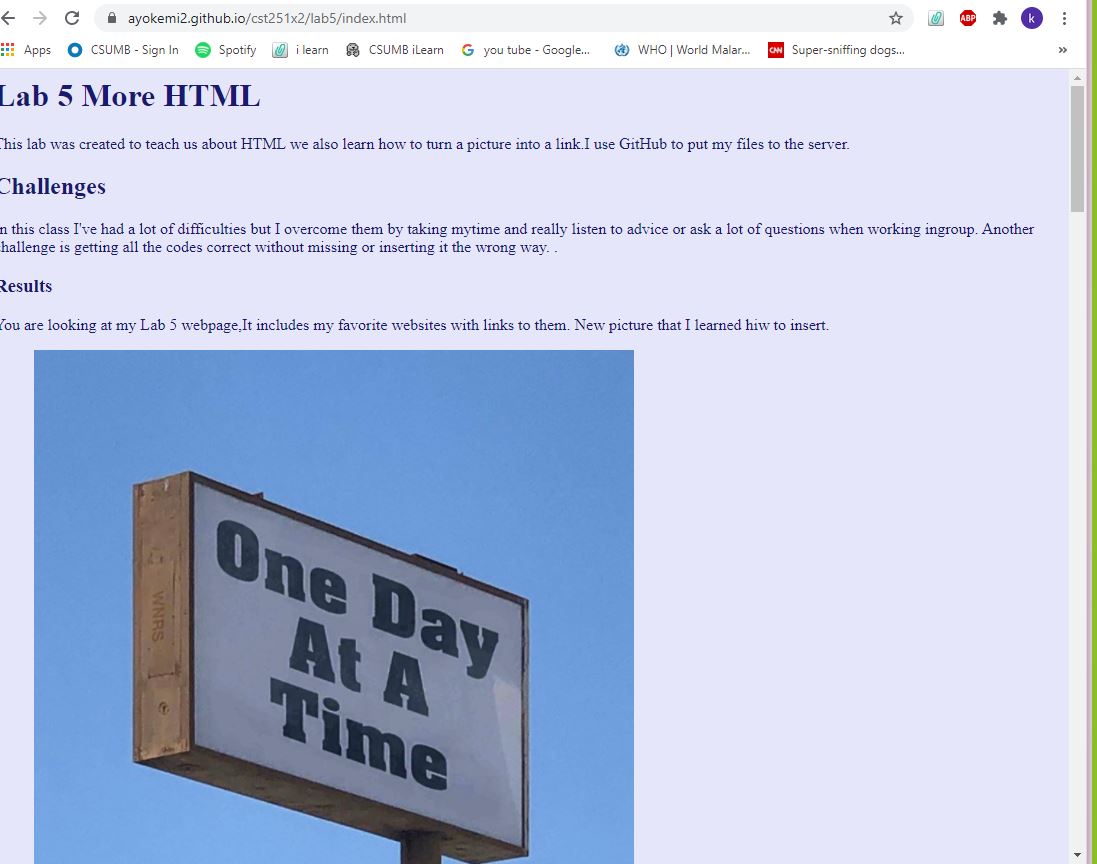 ayokemi2.github.io/cst251x2/lab5/index.html
ABP
k
Apps CSUMB - Sign In Spotify i learn CSUMB iLearn G you tube - Google... WHO | World Malar... CNN Super-sniffing dogs... »
Lab 5 More HTML
This lab was created to teach us about HTML we also learn how to turn a picture into a link.I use GitHub to put my files to the server.
Challenges
n this class I've had a lot of difficulties but I overcome them by taking mytime and really listen to advice or ask a lot of questions when working ingroup. Another
challenge is getting all the codes correct without missing or inserting it the wrong way. .
Results
You are looking at my Lab 5 webpage,It includes my favorite websites with links to them. New picture that I learned hiw to insert.
One Day
At A
Time
WNRS